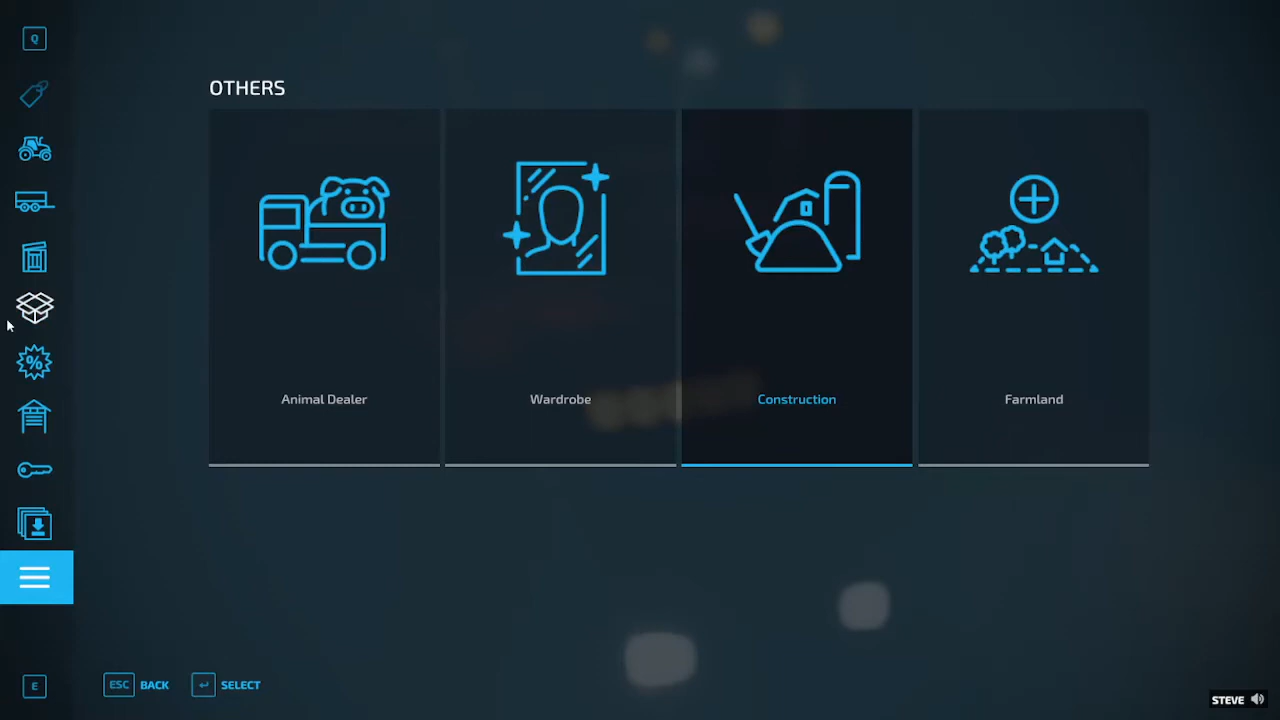 Q
OTHERS
%
Animal Dealer
Wardrobe
Construction
Farmland
E
ESC BACK
SELECT
STEVE